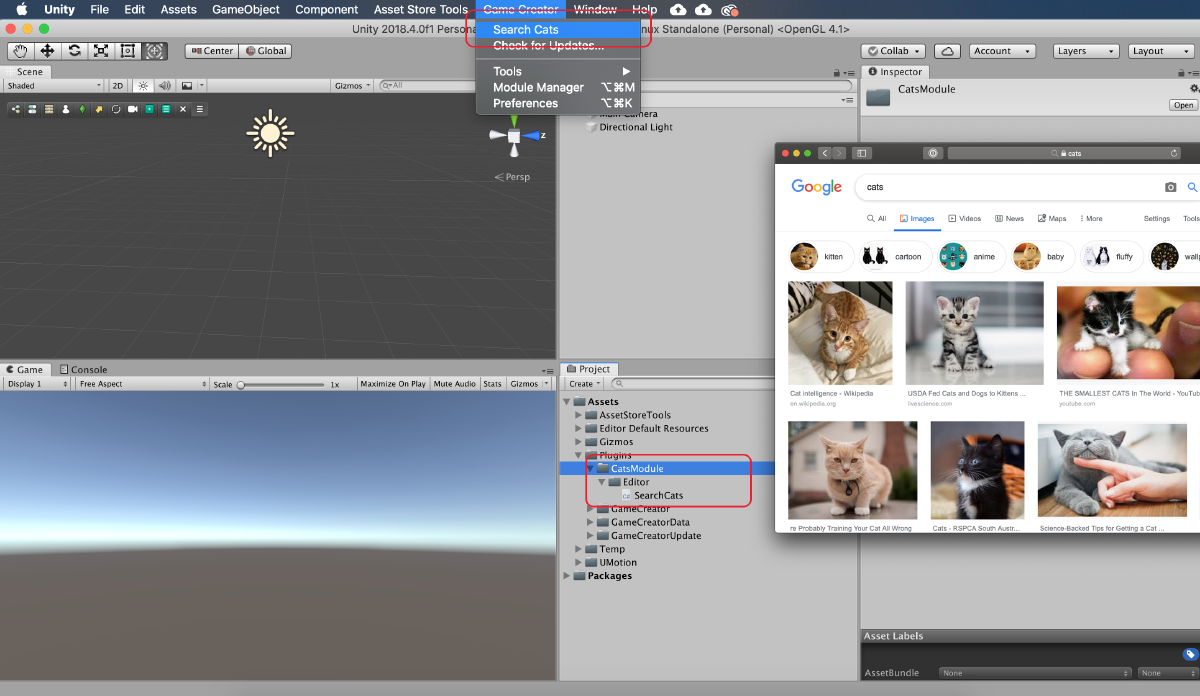 Unity File Edit Assets GameObject Component Asset Store Tools Game Creator Window Help
Unity 2018.4.0f1 Persona
nux Standalone (Personal) <OpenGL 4.1>
Search Cats
Check for Updates...
Tools
Module Manager ⌥⌘M
Preferences ⌥⌘K
Center Global
Collab Account Layers Layout
Scene
Shaded 2D Gizmos All
Persp
z
Main Camera
Directional Light
Inspector
CatsModule
Open
cats
Google cats
All Images Videos News Maps More Settings Tools
kitten cartoon anime baby fluffy wallp
Cat intelligence - Wikipedia
en.wikipedia.org
USDA Fed Cats and Dogs to Kittens ...
livescience.com
THE SMALLEST CATS In The World - YouTub
youtube.com
re Probably Training Your Cat All Wrong
Cats - RSPCA South Austr...
Science-Backed Tips for Getting a Cat ...
Game Console
Display 1 Free Aspect Scale 1x Maximize On Play Mute Audio Stats Gizmos
Project
Create
Assets
AssetStoreTools
Editor Default Resources
Gizmos
Plugins
CatsModule
Editor
SearchCats
GameCreator
GameCreatorData
GameCreatorUpdate
Temp
UMotion
Packages
Asset Labels
AssetBundle None None